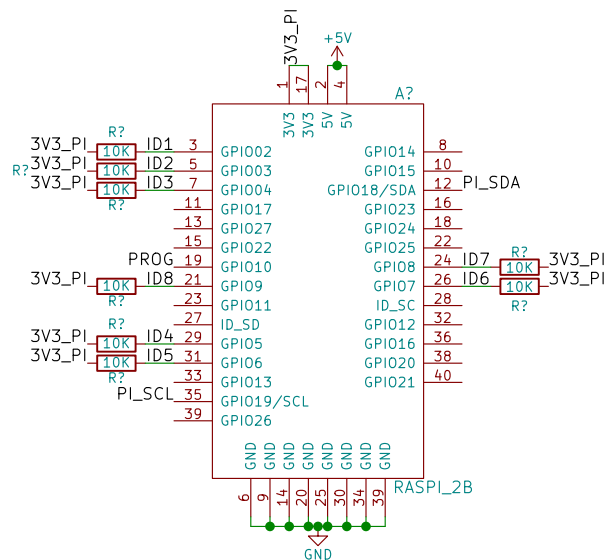 3V3_PI
+5V
1
17
2
4
A?
3V3
3V3
5V
5V
R?
3V3_PI 10K ID1 3 GPIO02
GPIO14 8
R? 3V3_PI 10K ID2 5 GPIO03
GPIO15 10
3V3_PI 10K ID3 7 GPIO04
GPIO18/SDA 12 PI_SDA
R?
11 GPIO17
GPIO23 16
13 GPIO27
GPIO24 18
15 GPIO22
GPIO25 22
R?
PROG 19 GPIO10
GPIO8 24 ID7 10K 3V3_PI
3V3_PI 10K ID8 21 GPIO9
GPIO7 26 ID6 10K 3V3_PI
R?
R?
23 GPIO11
ID_SC 28
27 ID_SD
GPIO12 32
R?
3V3_PI 10K ID4 29 GPIO5
GPIO16 36
3V3_PI 10K ID5 31 GPIO6
GPIO20 38
R?
33 GPIO13
GPIO21 40
PI_SCL 35 GPIO19/SCL
39 GPIO26
GND
GND
GND
GND
GND
GND
GND
GND
RASPI_2B
6
9
14
20
25
30
34
39
GND